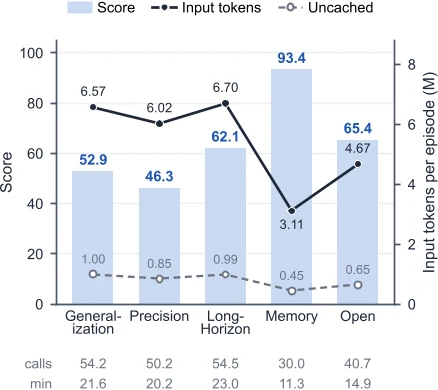 Score Input tokens Uncached
100
80
60
40
20
0
Score
8
6
4
2
0
Input tokens per episode (M)
93.4
6.57
6.02
6.70
62.1
65.4
4.67
52.9
46.3
3.11
1.00
0.85
0.99
0.45
0.65
General-
ization
Precision
Long-
Horizon
Memory
Open
calls 54.2 50.2 54.5 30.0 40.7
min 21.6 20.2 23.0 11.3 14.9